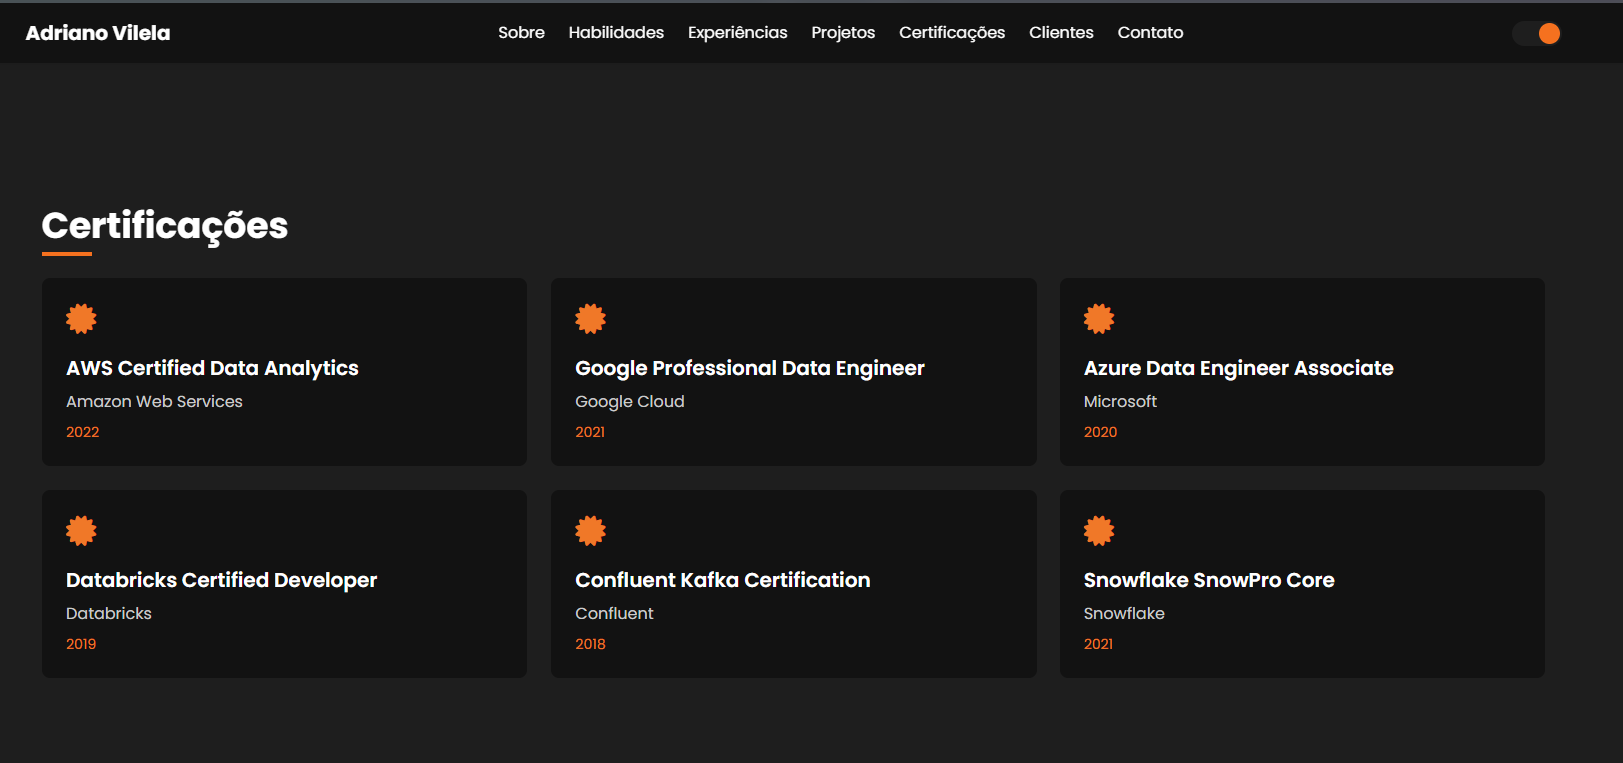 Adriano Vilela
Sobre Habilidades Experiências Projetos Certificações Clientes Contato
Certificações
AWS Certified Data Analytics
Amazon Web Services
2022
Google Professional Data Engineer
Google Cloud
2021
Azure Data Engineer Associate
Microsoft
2020
Databricks Certified Developer
Databricks
2019
Confluent Kafka Certification
Confluent
2018
Snowflake SnowPro Core
Snowflake
2021